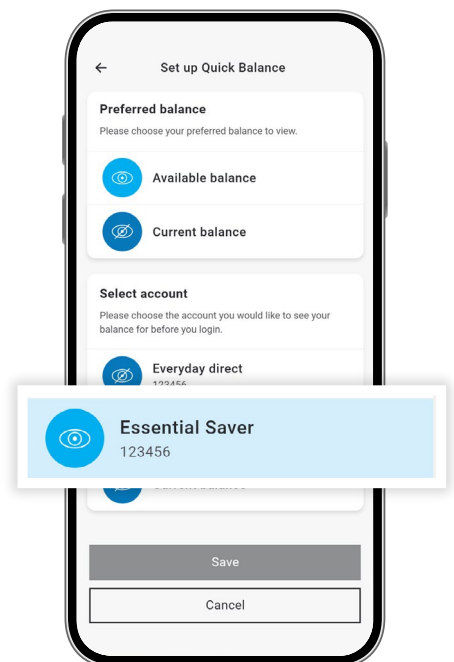 Set up Quick Balance
Preferred balance
Please choose your preferred balance to view.
Available balance
Current balance
Select account
Please choose the account you would like to see your
balance for before you login.
Everyday direct
123456
Essential Saver
123456
Save
Cancel